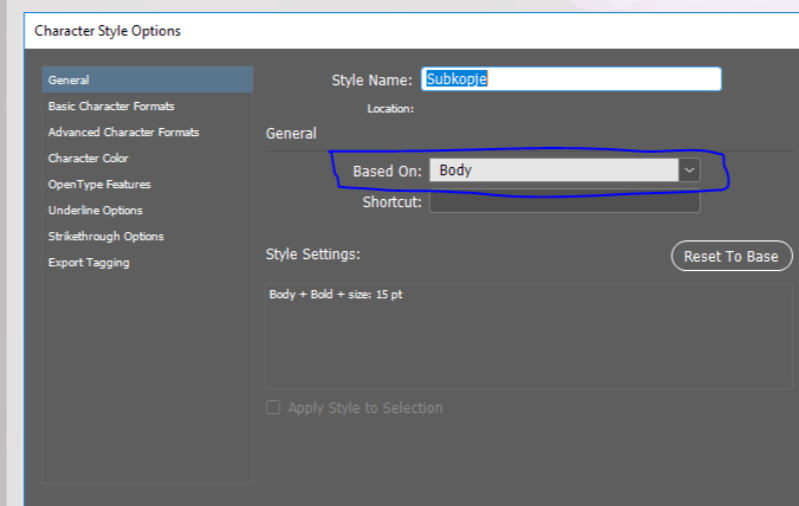 Character Style Options
General
Basic Character Formats
Advanced Character Formats
Character Color
OpenType Features
Underline Options
Strikethrough Options
Export Tagging
Style Name: Subkopje
Location:
General
Based On: Body
Shortcut:
Style Settings:
Reset To Base
Body + Bold + size: 15 pt
Apply Style to Selection